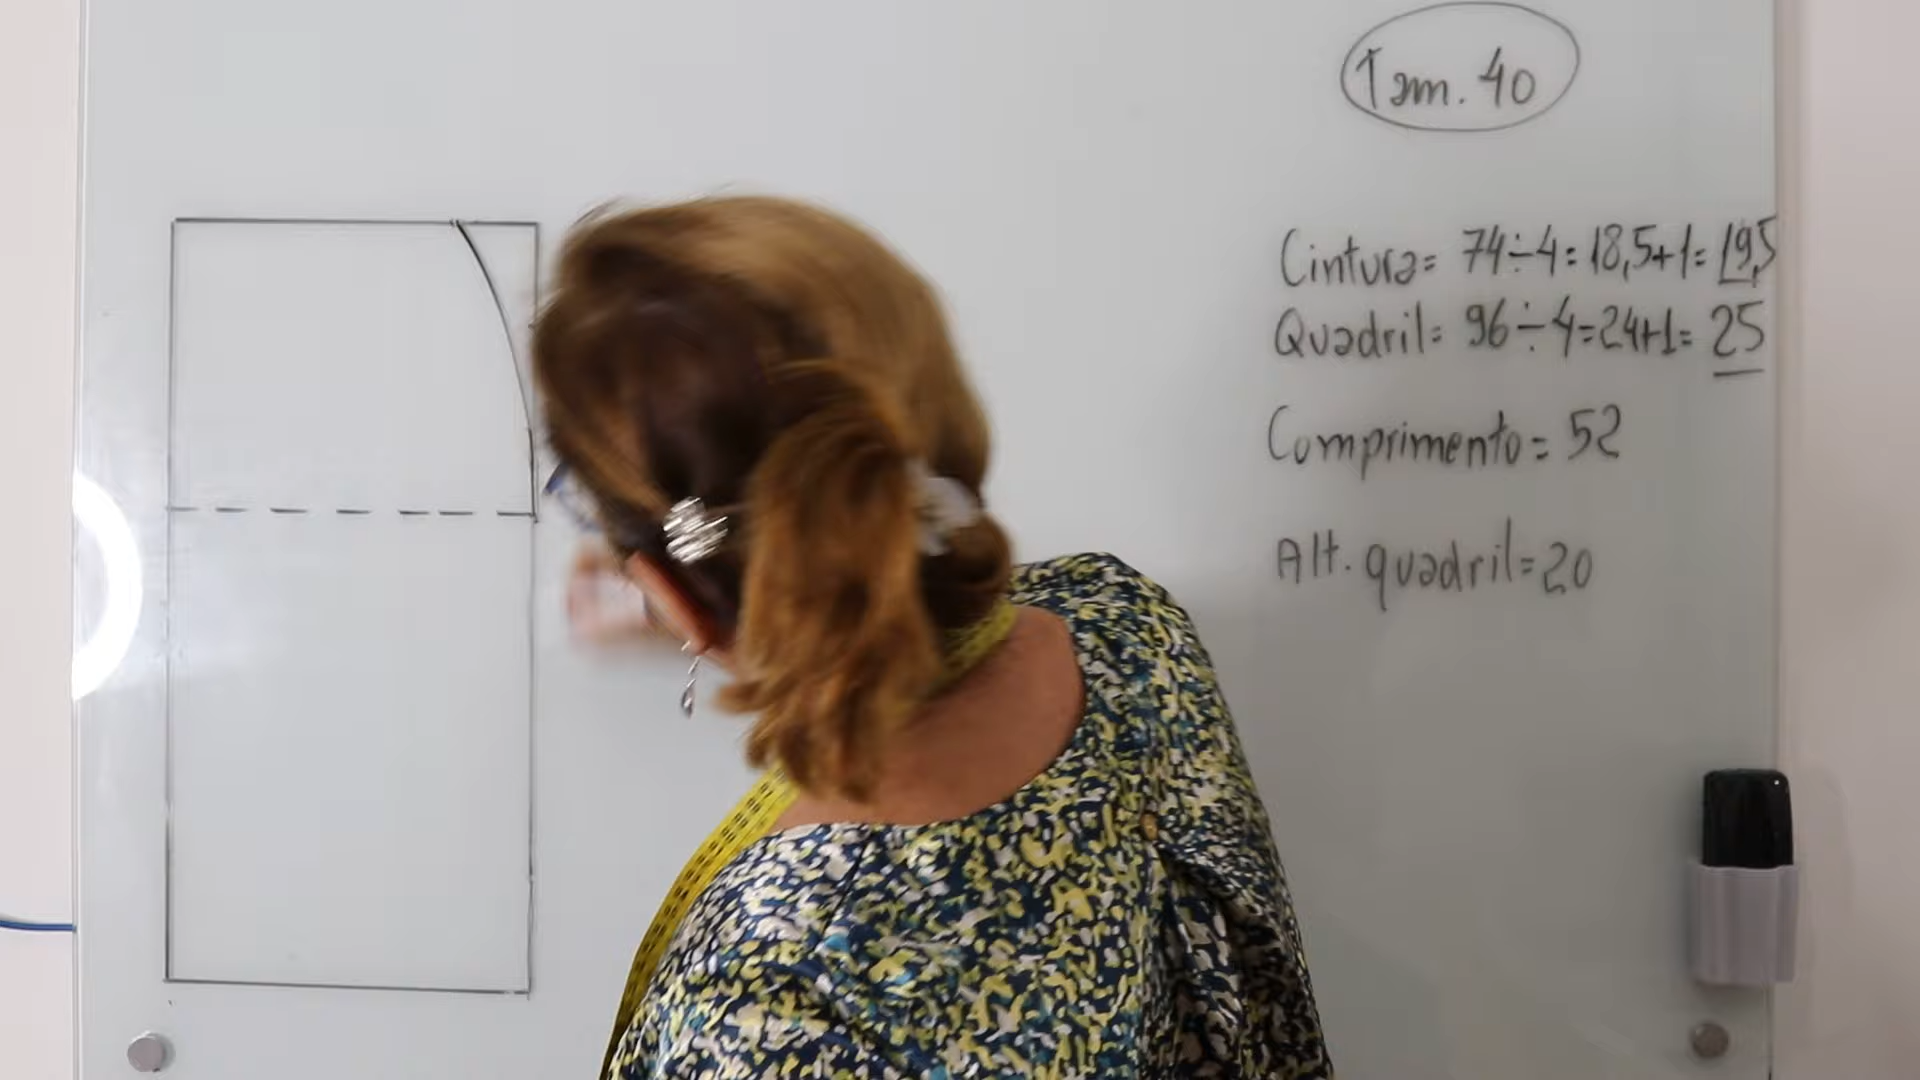 Tam. 40
Cintura= 74÷4=18,5+1=19,5
Quadril= 96÷4=24+1=25
Comprimento=52
Alt. quadril=20